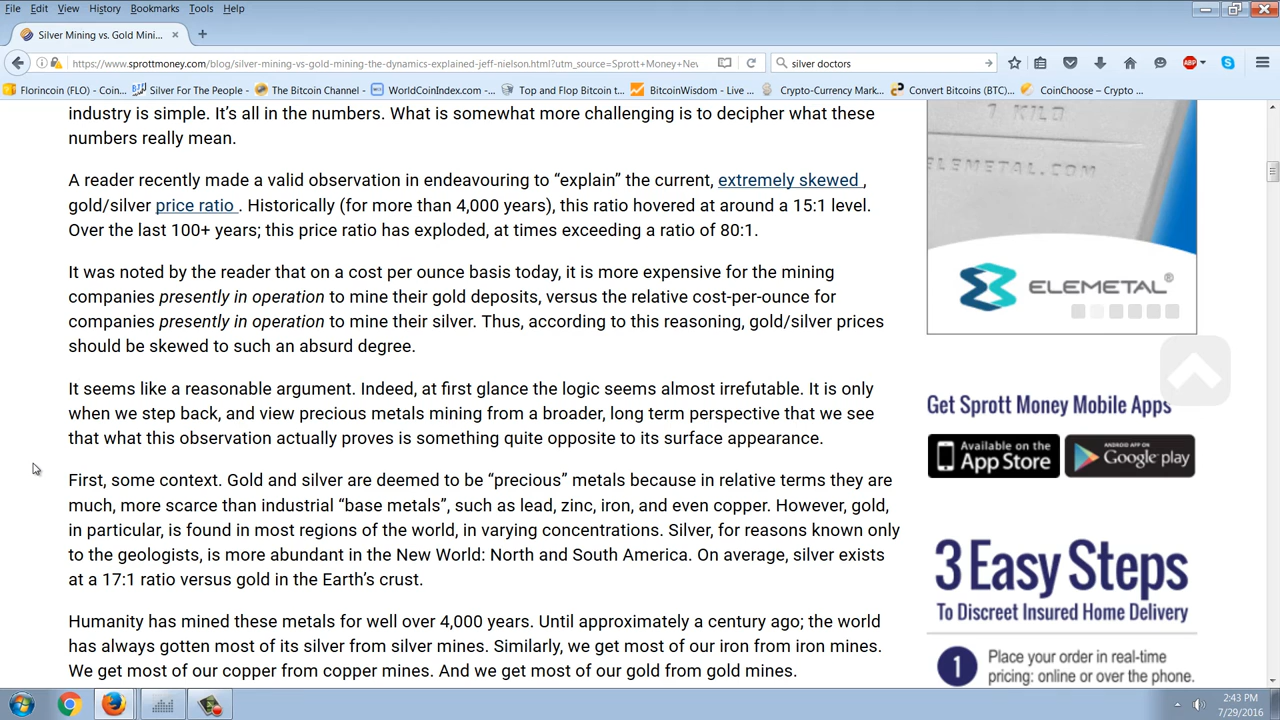 File Edit View History Bookmarks Tools Help
Silver Mining vs. Gold Mini...
https://www.sprottmoney.com/blog/silver-mining-vs-gold-mining-the-dynamics-explained-jeff-nielson.html?utm_source=Sprott+Money+Nev
silver doctors
ABP
Florincoin (FLO) - Coin... Silver For The People - The Bitcoin Channel - WorldCoinIndex.com -... Top and Flop Bitcoin t... BitcoinWisdom - Live ... Crypto-Currency Mark... Convert Bitcoins (BTC)... CoinChoose – Crypto ...
industry is simple. It’s all in the numbers. What is somewhat more challenging is to decipher what these
numbers really mean.
A reader recently made a valid observation in endeavouring to “explain” the current, extremely skewed ,
gold/silver price ratio . Historically (for more than 4,000 years), this ratio hovered at around a 15:1 level.
Over the last 100+ years; this price ratio has exploded, at times exceeding a ratio of 80:1.
It was noted by the reader that on a cost per ounce basis today, it is more expensive for the mining
companies presently in operation to mine their gold deposits, versus the relative cost-per-ounce for
companies presently in operation to mine their silver. Thus, according to this reasoning, gold/silver prices
should be skewed to such an absurd degree.
It seems like a reasonable argument. Indeed, at first glance the logic seems almost irrefutable. It is only
when we step back, and view precious metals mining from a broader, long term perspective that we see
that what this observation actually proves is something quite opposite to its surface appearance.
First, some context. Gold and silver are deemed to be “precious” metals because in relative terms they are
much, more scarce than industrial “base metals”, such as lead, zinc, iron, and even copper. However, gold,
in particular, is found in most regions of the world, in varying concentrations. Silver, for reasons known only
to the geologists, is more abundant in the New World: North and South America. On average, silver exists
at a 17:1 ratio versus gold in the Earth’s crust.
Humanity has mined these metals for well over 4,000 years. Until approximately a century ago; the world
has always gotten most of its silver from silver mines. Similarly, we get most of our iron from iron mines.
We get most of our copper from copper mines. And we get most of our gold from gold mines.
1 KILO
ELEMETAL.COM
ELEMETAL®
Get Sprott Money Mobile Apps
Available on the
App Store
ANDROID APP ON
Google play
3 Easy Steps
To Discreet Insured Home Delivery
1
Place your order in real-time
pricing: online or over the phone.
2:43 PM
7/29/2016